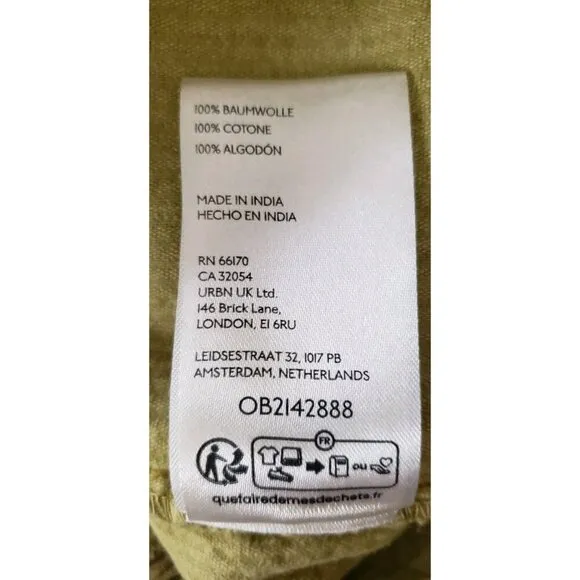 100% BAUMWOLLE
100% COTONE
100% ALGODÓN
MADE IN INDIA
HECHO EN INDIA
RN 66170
CA 32054
URBN UK Ltd.
146 Brick Lane,
LONDON, E1 6RU
LEIDSESTRAAT 32, 1017 PB
AMSTERDAM, NETHERLANDS
OB2142888
FR
ou
quefairedemesdechets.fr